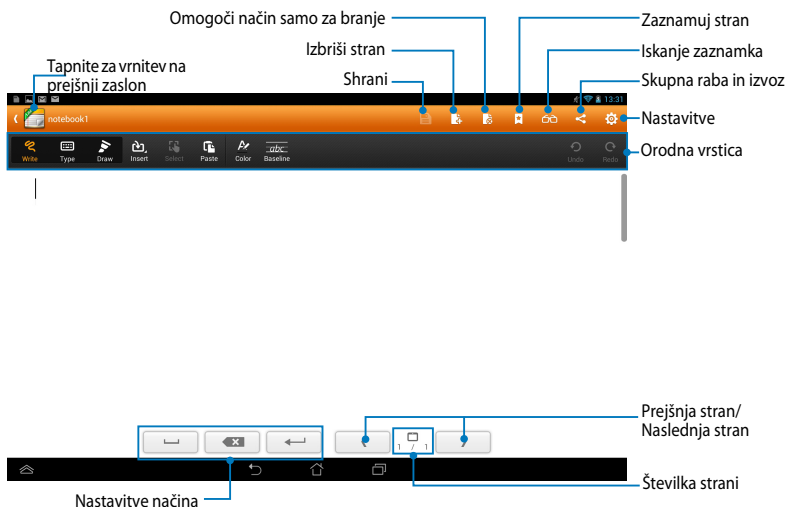 Omogoči način samo za branje
Zaznamuj stran
Izbriši stran
Iskanje zaznamka
Tapnite za vrnitev na
prejšnji zaslon
Shrani
Skupna raba in izvoz
13:31
notebook1
Nastavitve
Write
Type
Draw
Insert
Select
Paste
Color
abc
Baseline
Undo
Redo
Orodna vrstica
Prejšnja stran/
Naslednja stran
1 / 1
Številka strani
Nastavitve načina